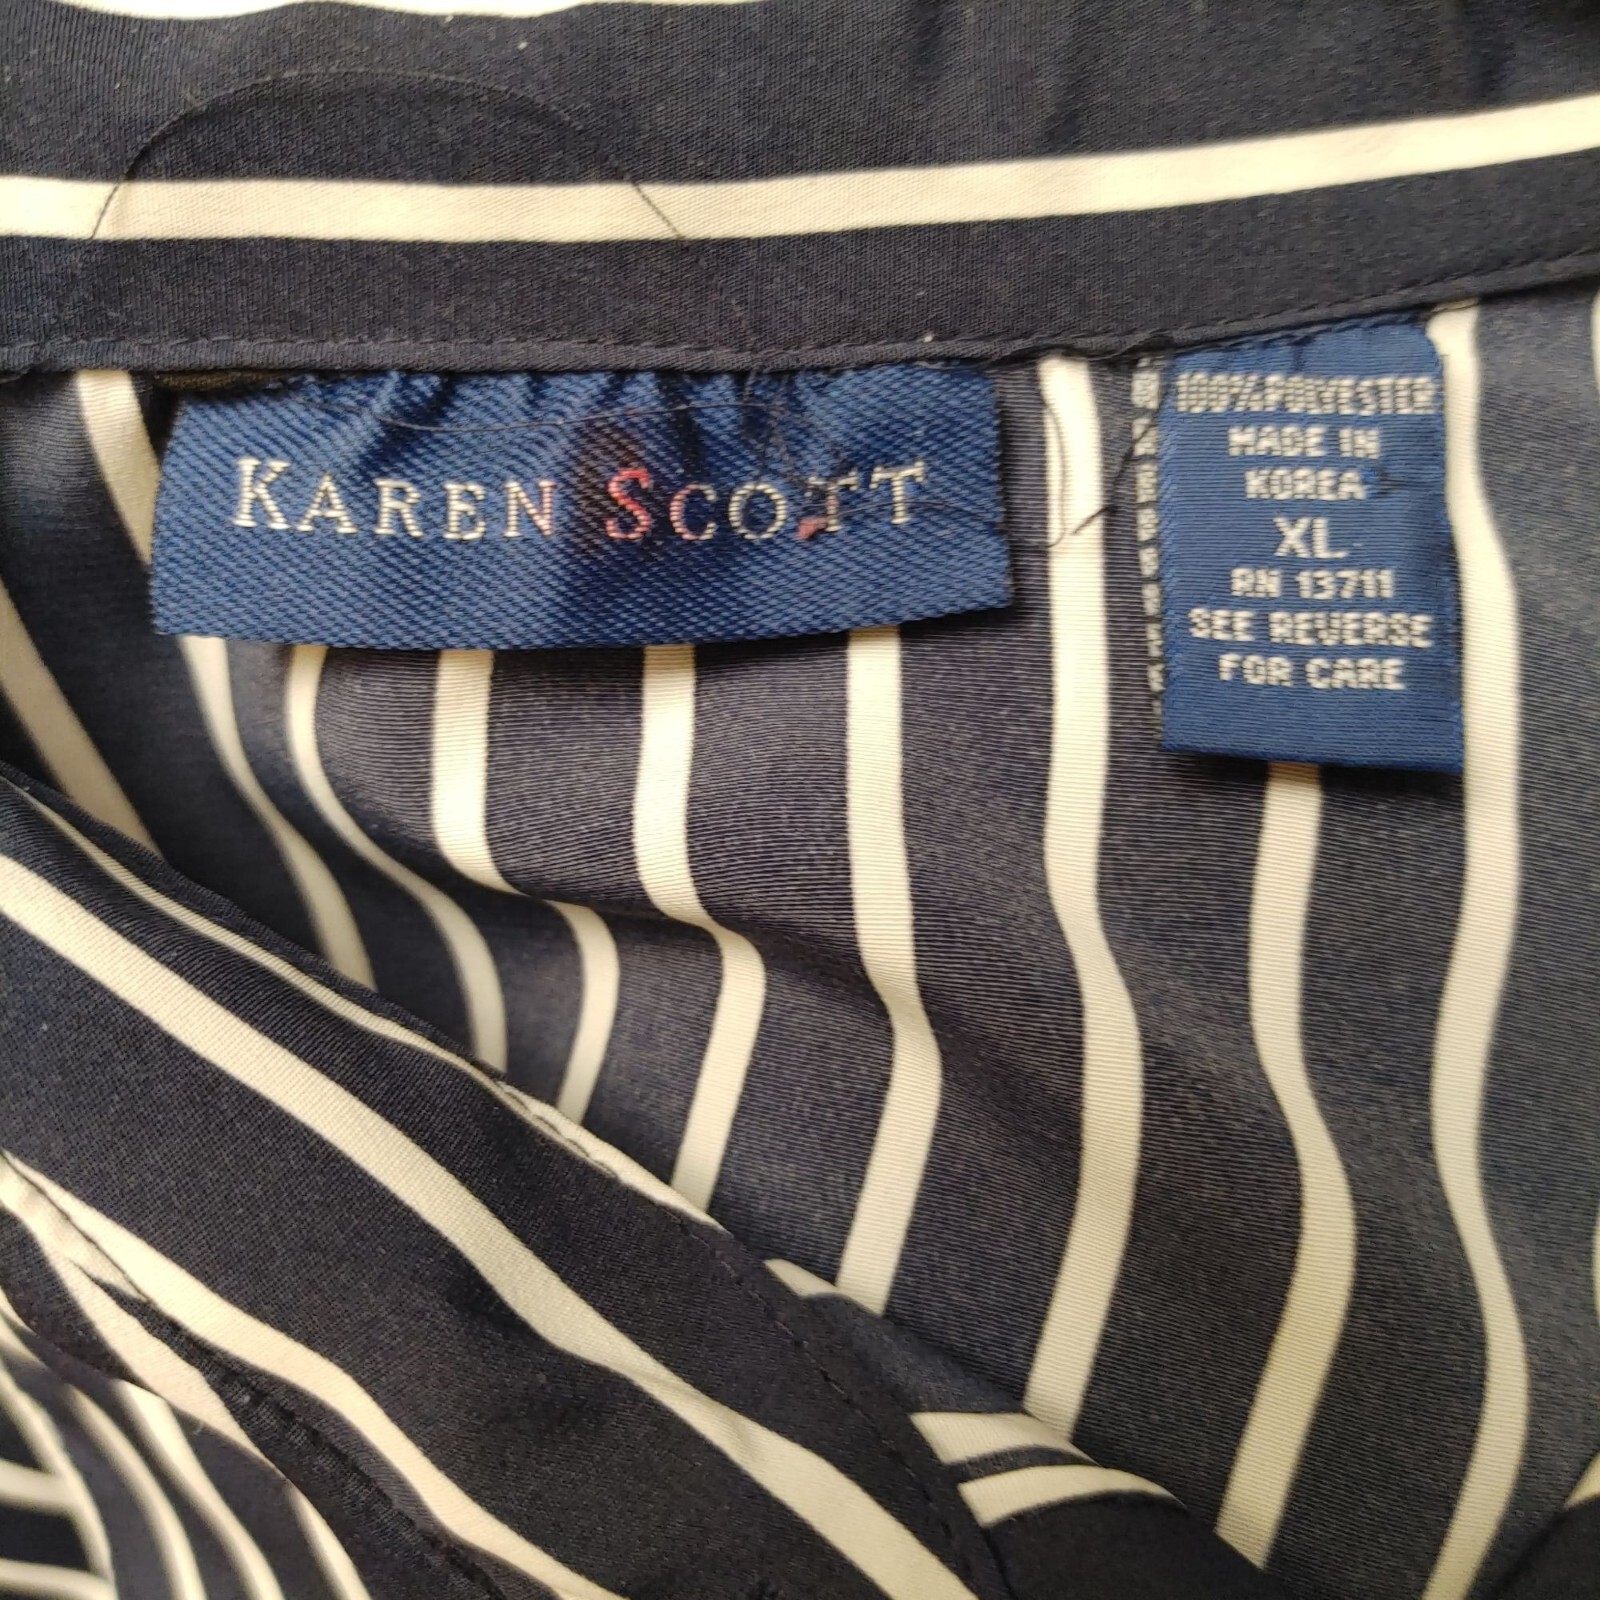 KAREN SCOTT
100% POLYESTER
MADE IN
KOREA
XL
RN 13711
SEE REVERSE
FOR CARE